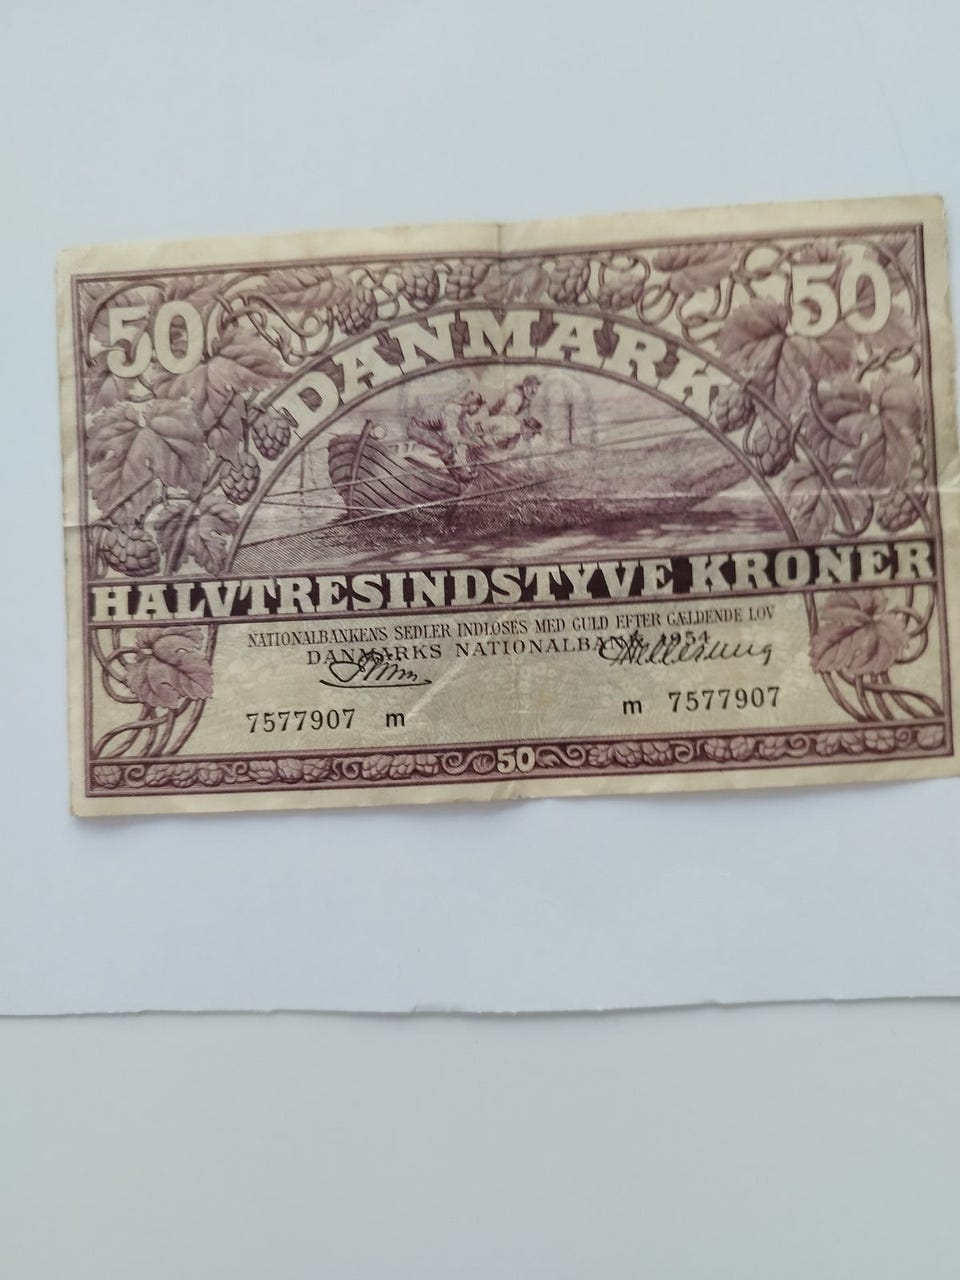 50 50
DANMARK
HALVTRESINDSTYVE KRONER
NATIONALBANKENS SEDLER INDLØSES MED GULD EFTER GÆLDENDE LOV
DANMARKS NATIONALBANK 1954
7577907 m m 7577907
50